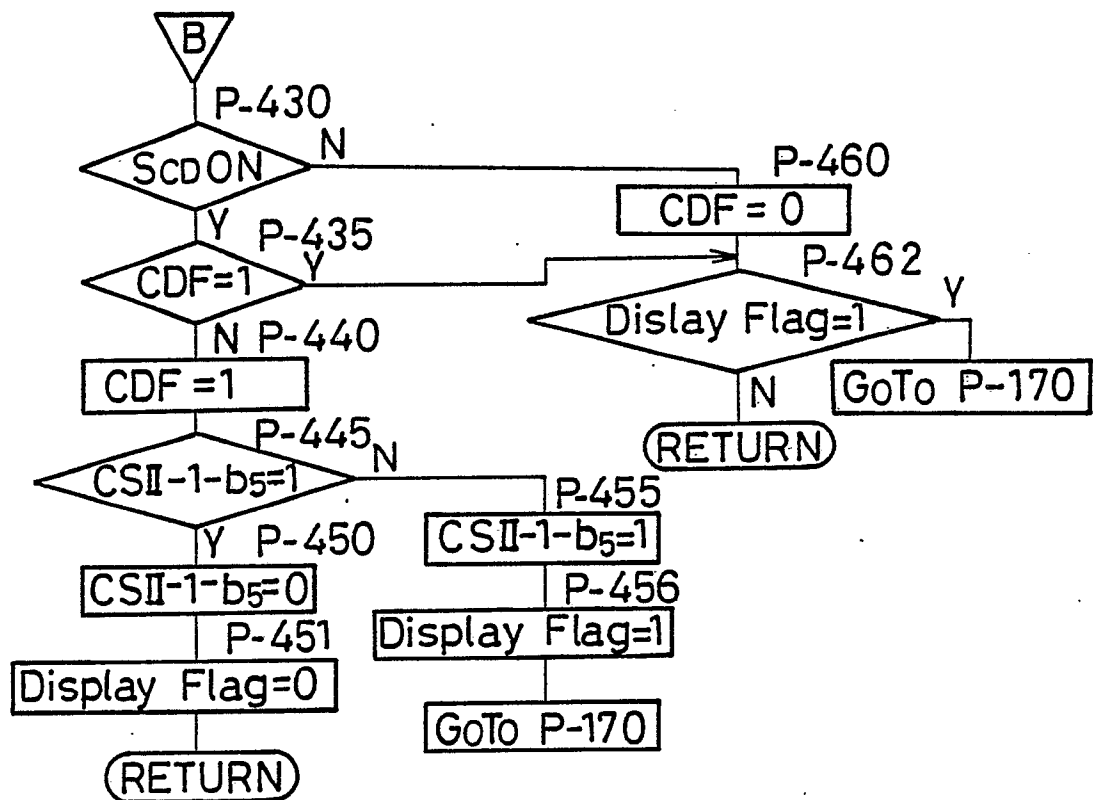 B
P-430
SCD ON
N
Y
P-460
CDF = 0
P-435
CDF=1
Y
P-462
Dislay Flag=1
Y
N
P-440
CDF = 1
GoTo P-170
N
RETURN
P-445
CSII-1-b5=1
N
P-455
CSII-1-b5=1
Y
P-450
CSII-1-b5=0
P-456
Display Flag=1
P-451
Display Flag=0
GoTo P-170
RETURN